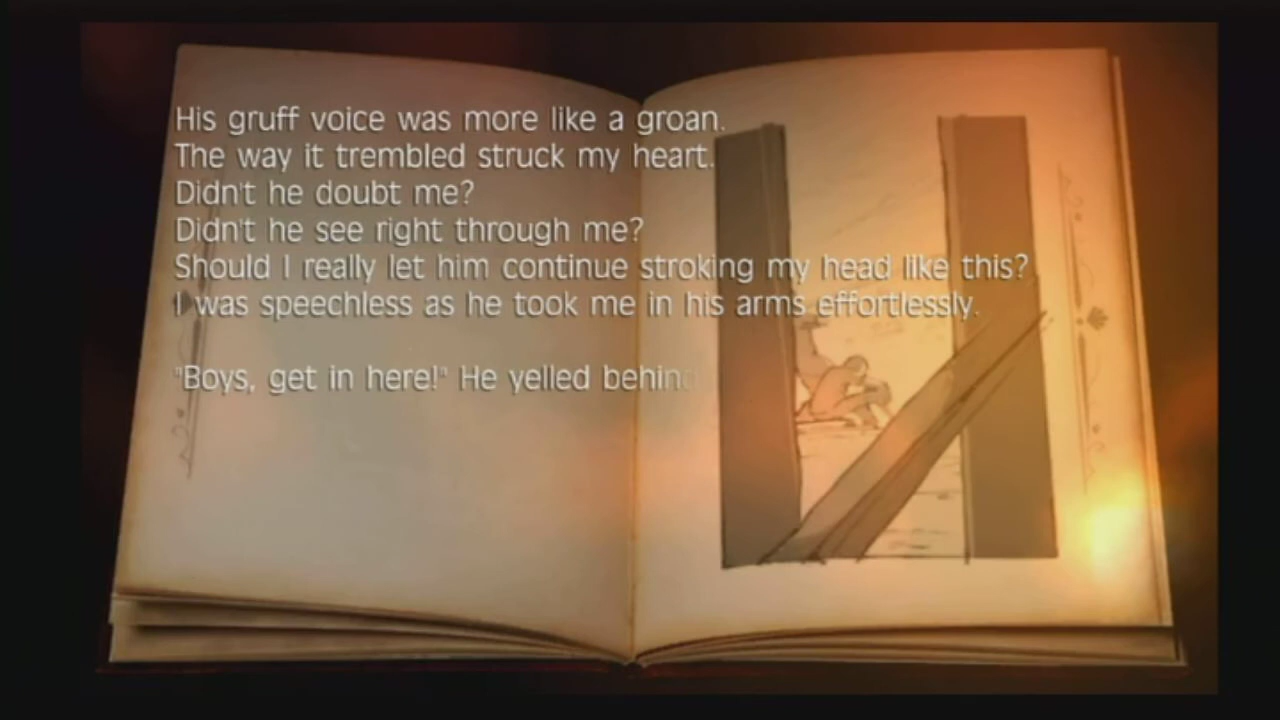 His gruff voice was more like a groan.
The way it trembled struck my heart.
Didn't he doubt me?
Didn't he see right through me?
Should I really let him continue stroking my head like this?
I was speechless as he took me in his arms effortlessly.
"Boys, get in here!" He yelled behind